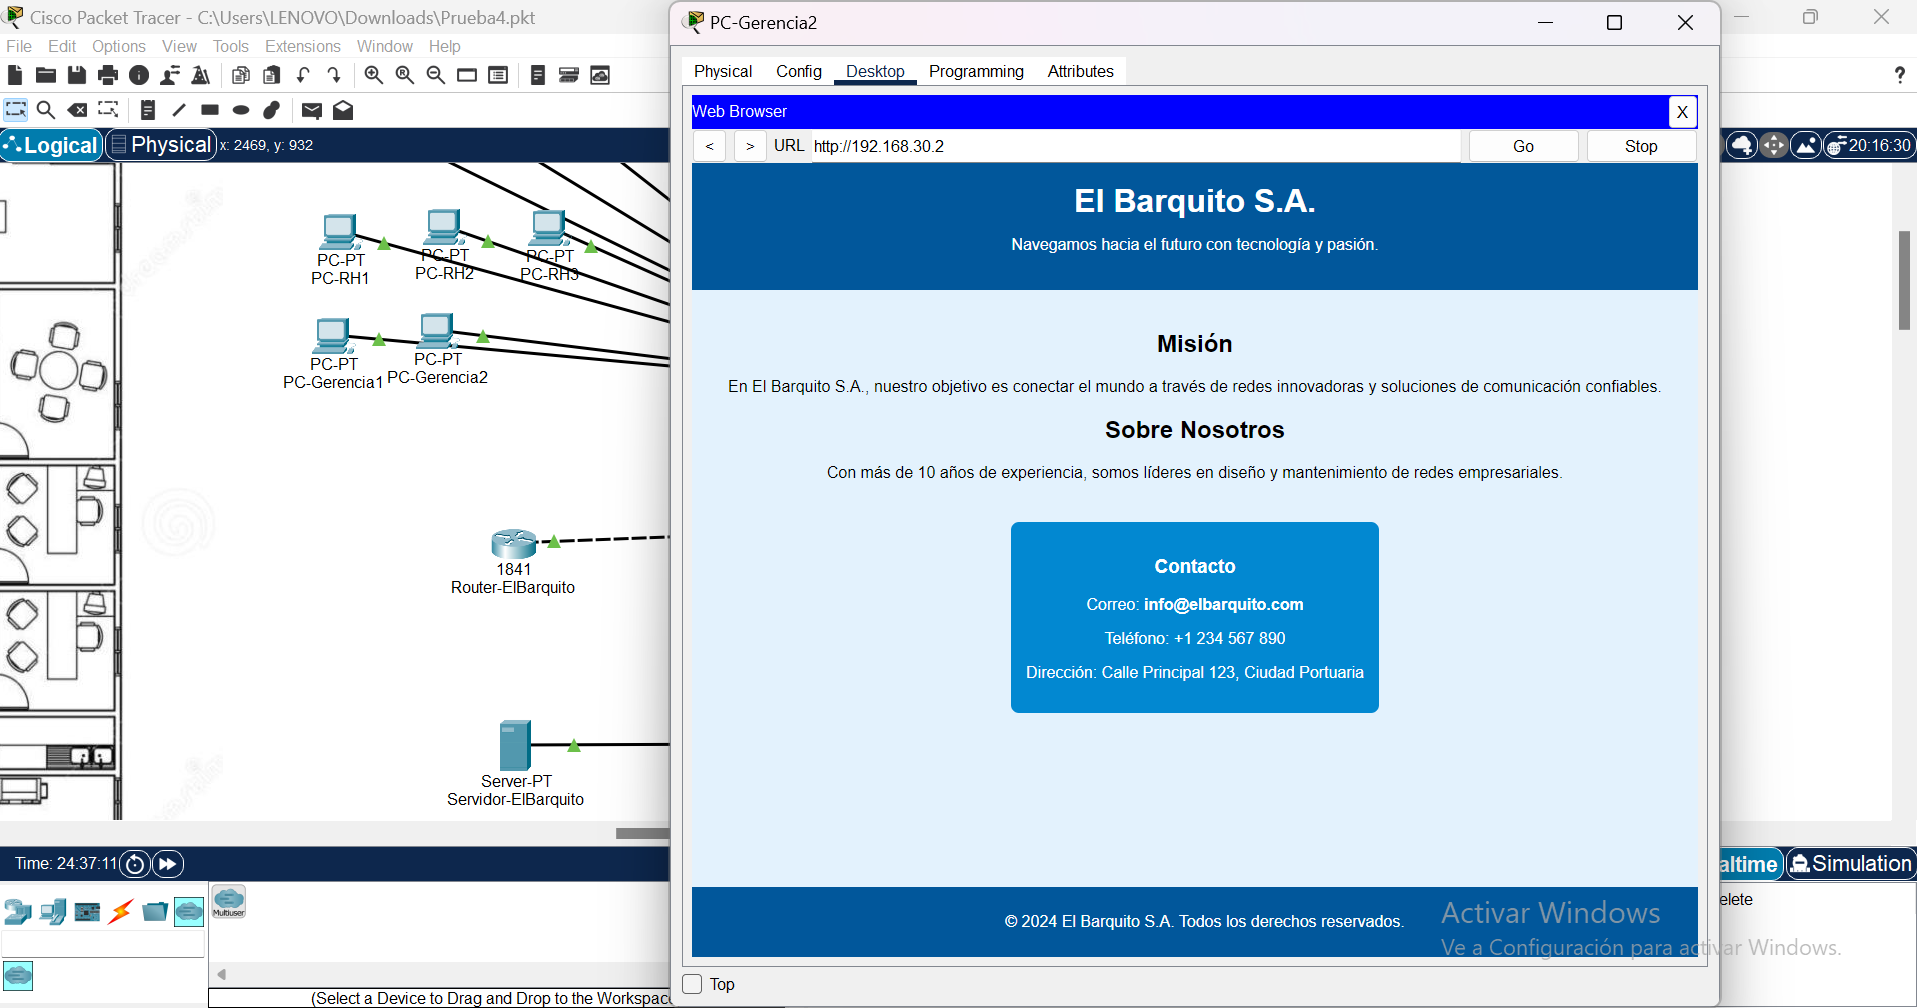 Cisco Packet Tracer - C:\Users\LENOVO\Downloads\Prueba4.pkt
File Edit Options View Tools Extensions Window Help
Logical Physical x: 2469, y: 932
20:16:30
?
PC-PT
PC-RH1
PC-PT
PC-RH2
PC-PT
PC-RH3
PC-PT
PC-Gerencia1
PC-PT
PC-Gerencia2
1841
Router-ElBarquito
Server-PT
Servidor-ElBarquito
Time: 24:37:11
Multiuser
(Select a Device to Drag and Drop to the Workspac
PC-Gerencia2
Physical Config Desktop Programming Attributes
Web Browser
X
< > URL http://192.168.30.2 Go Stop
El Barquito S.A.
Navegamos hacia el futuro con tecnología y pasión.
Misión
En El Barquito S.A., nuestro objetivo es conectar el mundo a través de redes innovadoras y soluciones de comunicación confiables.
Sobre Nosotros
Con más de 10 años de experiencia, somos líderes en diseño y mantenimiento de redes empresariales.
Contacto
Correo: info@elbarquito.com
Teléfono: +1 234 567 890
Dirección: Calle Principal 123, Ciudad Portuaria
© 2024 El Barquito S.A. Todos los derechos reservados.
Top
altime Simulation
elete
Activar Windows
Ve a Configuración para activar Windows.